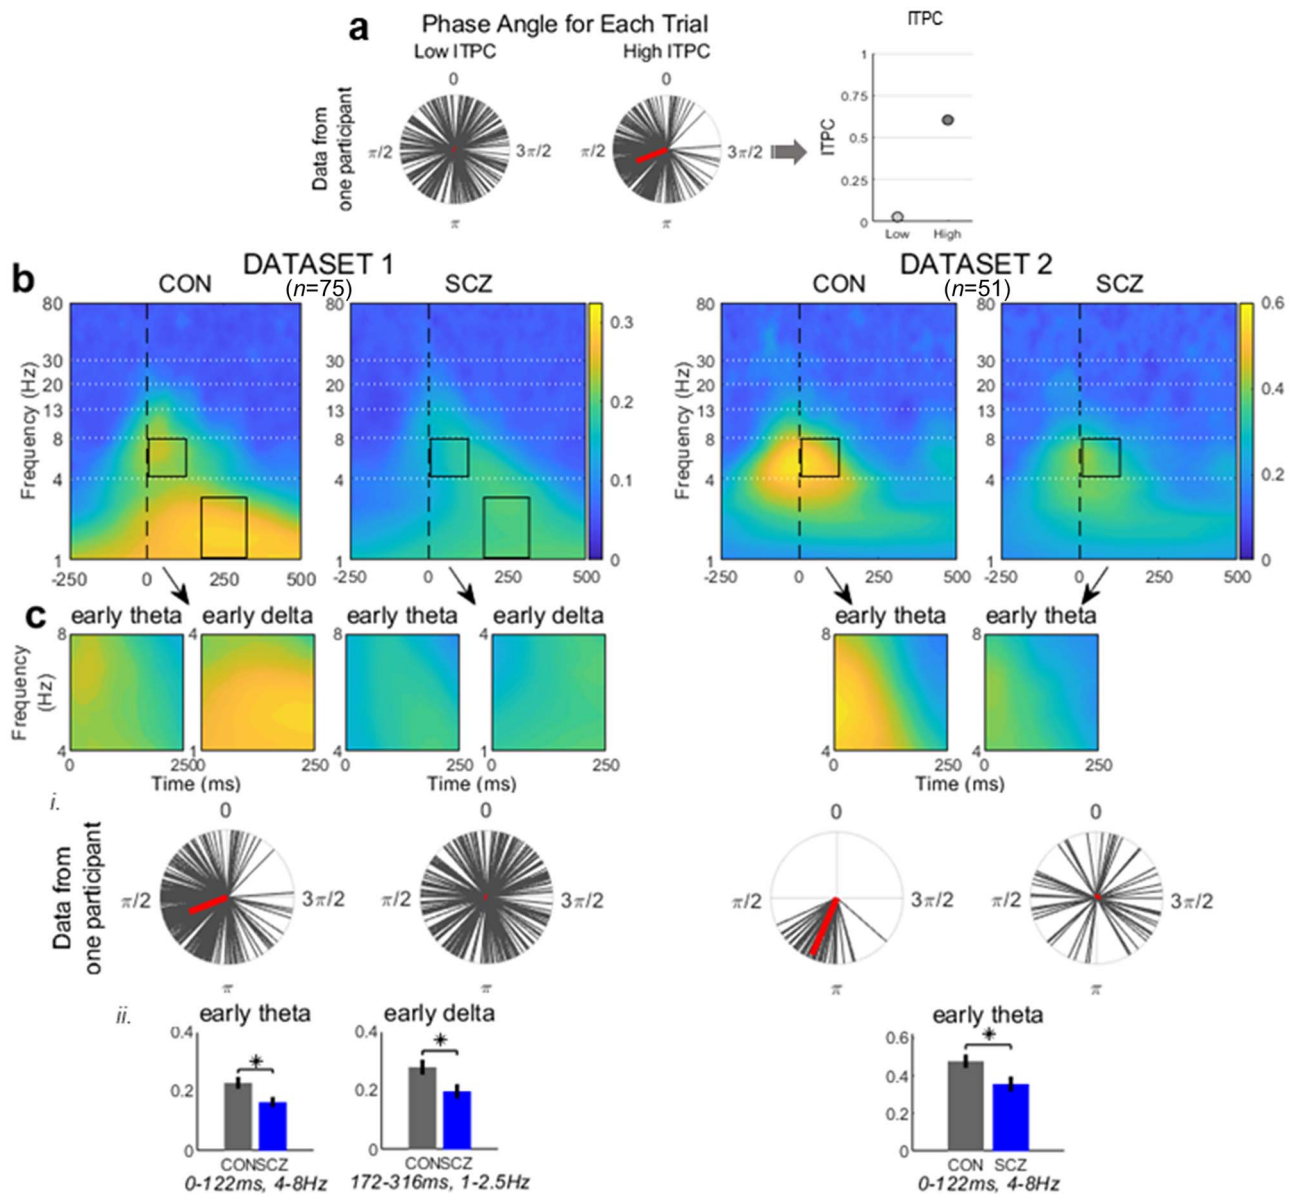 a
Phase Angle for Each Trial
ITPC
Low ITPC
High ITPC
Data from
one participant
0
π/2
3π/2
π
0
π/2
3π/2
π
ITPC
1
0.75
0.5
0.25
0
Low
High
b
DATASET 1
(n=75)
CON
SCZ
DATASET 2
(n=51)
CON
SCZ
Frequency (Hz)
80
30
20
13
8
4
1
-250
0
250
500
80
30
20
13
8
4
1
-250
0
250
500
0.3
0.2
0.1
0
Frequency (Hz)
80
30
20
13
8
4
1
-250
0
250
500
80
30
20
13
8
4
1
-250
0
250
500
0.6
0.4
0.2
0
c
early theta
early delta
early theta
early delta
early theta
early theta
Frequency
(Hz)
8
4
0
250
4
1
0
250
8
4
0
250
4
1
0
250
8
4
0
250
8
4
0
250
Time (ms)
Time (ms)
Time (ms)
i.
Data from
one participant
0
π/2
3π/2
π
0
π/2
3π/2
π
0
π/2
3π/2
π
0
π/2
3π/2
π
ii.
early theta
early delta
early theta
0.4
0.2
0
*
CON SCZ
0-122ms, 4-8Hz
0.4
0.2
0
*
CON SCZ
172-316ms, 1-2.5Hz
0.6
0.4
0.2
0
*
CON SCZ
0-122ms, 4-8Hz